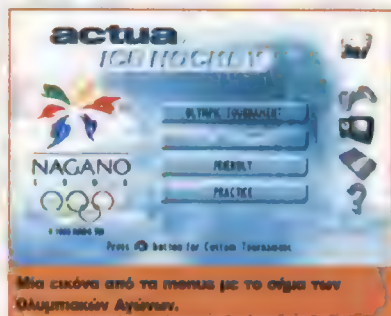 actua
ICE HOCKEY
OLYMPIC TOURNAMENT
FRIENDLY
PRACTICE
NAGANO
1998
Press button for Custom Tournament
Μία εικόνα από τα menus με το σήμα των
Ολυμπιακών Αγώνων.